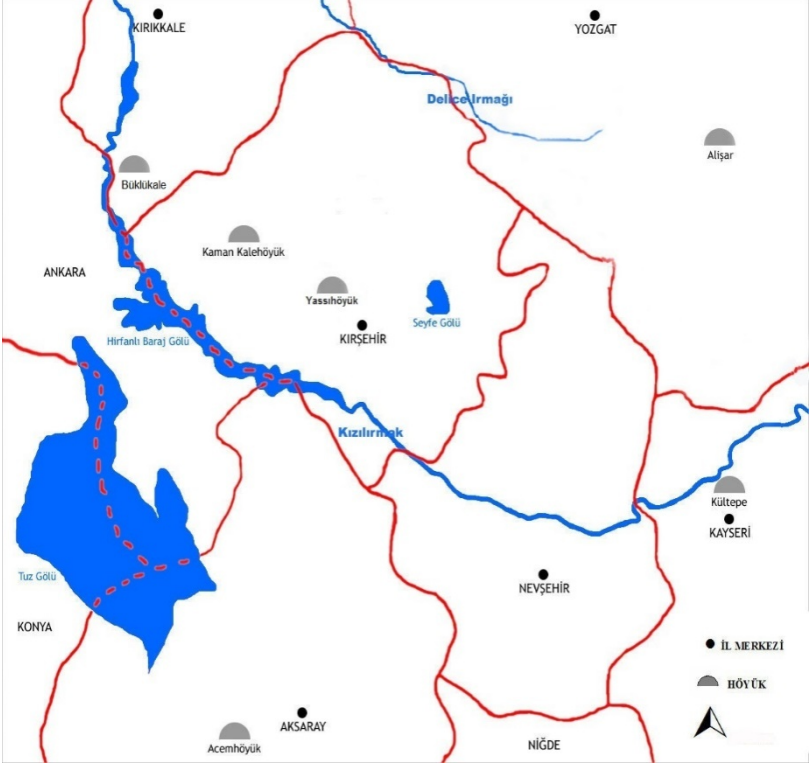 KIRIKKALE
YOZGAT
Delice Irmağı
Alişar
Büklükale
Kaman Kalehöyük
ANKARA
Yassıhöyük
Seyfe Gölü
KIRŞEHİR
Hirfanlı Baraj Gölü
Kızılırmak
Kültepe
KAYSERİ
Tuz Gölü
NEVŞEHİR
KONYA
İL MERKEZİ
HÖYÜK
AKSARAY
Acemhöyük
NİĞDE